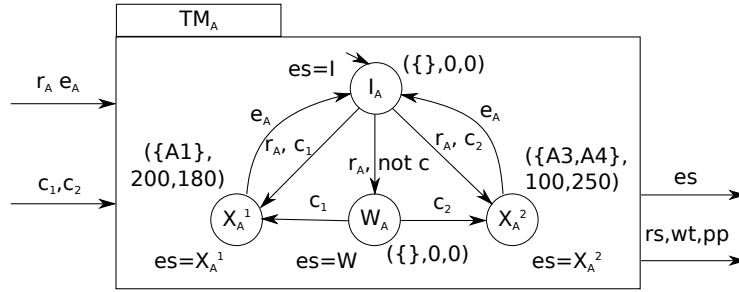 TM_A
es=I
({},0,0)
I_A
r_A e_A
e_A
e_A
r_A, c_1
r_A, c_2
({A1},
200,180)
r_A, not c
({A3,A4},
100,250)
c_1,c_2
es
c_1
c_2
X_A^1
W_A
X_A^2
rs,wt,pp
({},0,0)
es=X_A^1
es=W
es=X_A^2